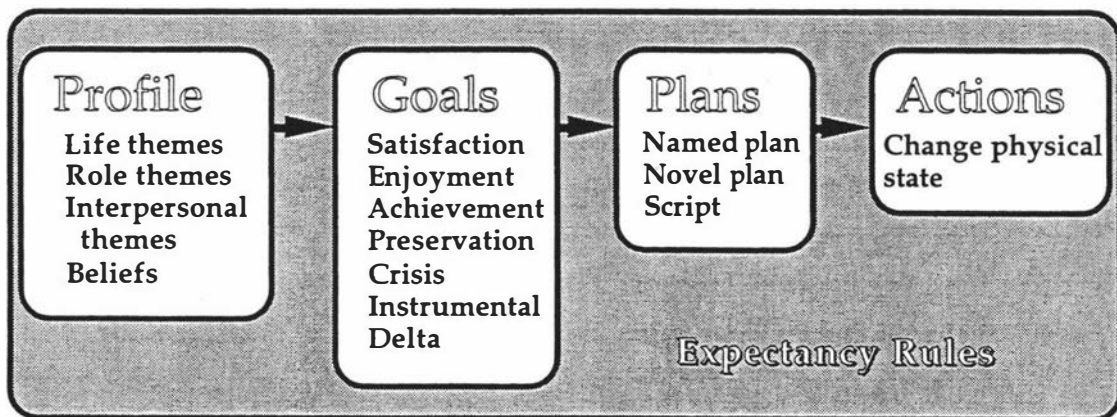 Profile
Life themes
Role themes
Interpersonal
themes
Beliefs
Goals
Satisfaction
Enjoyment
Achievement
Preservation
Crisis
Instrumental
Delta
Plans
Named plan
Novel plan
Script
Actions
Change physical
state
Expectancy Rules